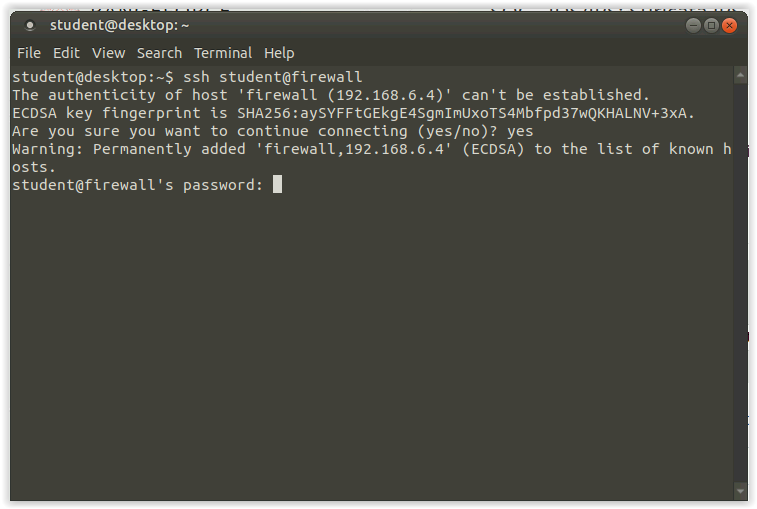 student@desktop: ~
File Edit View Search Terminal Help
student@desktop:~$ ssh student@firewall
The authenticity of host 'firewall (192.168.6.4)' can't be established.
ECDSA key fingerprint is SHA256:aySYFFtGEkgE4SgmImUxoTS4Mbfpd37wQKHALNV+3xA.
Are you sure you want to continue connecting (yes/no)? yes
Warning: Permanently added 'firewall,192.168.6.4' (ECDSA) to the list of known h
osts.
student@firewall's password: